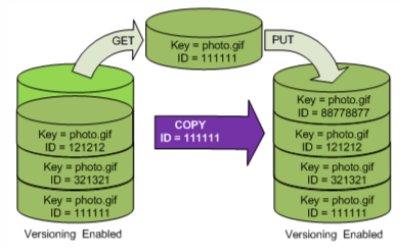 GET
Key = photo.gif
ID = 111111
PUT
Key = photo.gif
ID = 121212
Key = photo.gif
ID = 321321
Key = photo.gif
ID = 111111
Versioning Enabled
COPY
ID = 111111
Key = photo.gif
ID = 88778877
Key = photo.gif
ID = 121212
Key = photo.gif
ID = 321321
Key = photo.gif
ID = 111111
Versioning Enabled